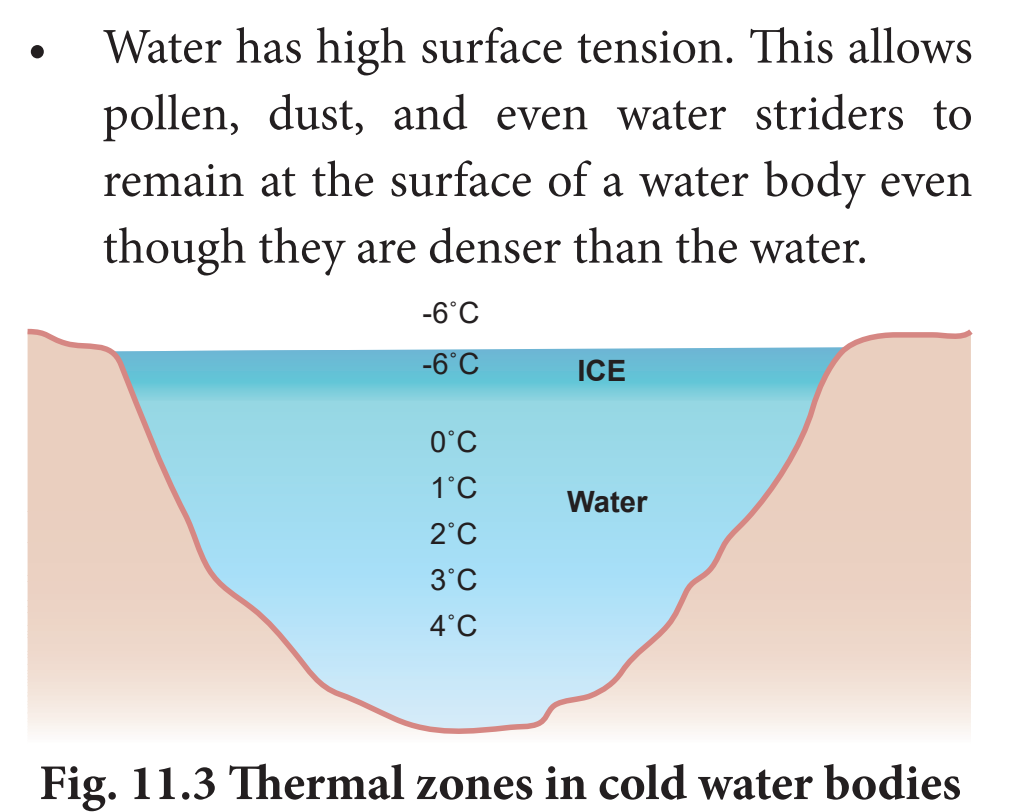 • Water has high surface tension. This allows
pollen, dust, and even water striders to
remain at the surface of a water body even
though they are denser than the water.
-6˚C
-6˚C ICE
0˚C
1˚C
Water
2˚C
3˚C
4˚C
Fig. 11.3 Thermal zones in cold water bodies